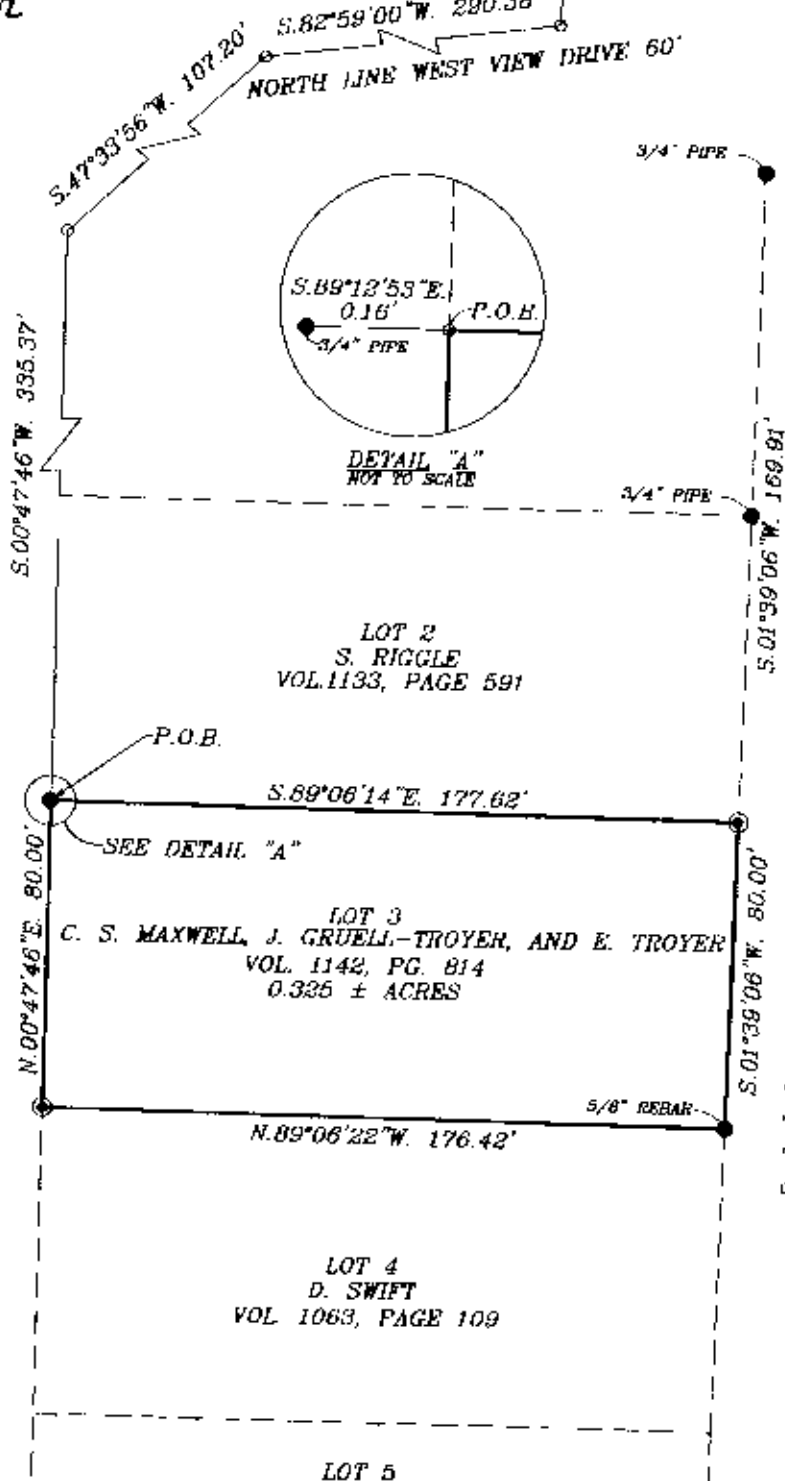 S.82°59'00"W. 290.38'
NORTH LINE WEST VIEW DRIVE 60'
S.47°33'56"W. 107.20'
3/4" PIPE
S.89°12'53"E.
0.16'
P.O.B.
3/4" PIPE
DETAIL "A"
NOT TO SCALE
S.00°47'46"W. 335.37'
3/4" PIPE
S.01°39'06"W. 169.91'
LOT 2
S. RIGGLE
VOL.1133, PAGE 591
P.O.B.
S.89°06'14"E. 177.62'
SEE DETAIL "A"
N.00°47'46"E. 80.00'
LOT 3
C. S. MAXWELL, J. GRUELL-TROYER, AND E. TROYER
VOL. 1142, PG. 814
0.325 ± ACRES
S.01°39'06"W. 80.00'
5/8" REBAR
N.89°06'22"W. 176.42'
LOT 4
D. SWIFT
VOL 1063, PAGE 109
LOT 5